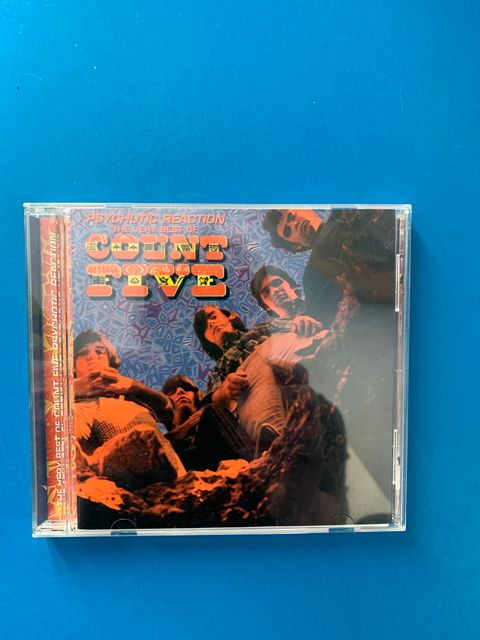 PSYCHOTIC REACTION
THE VERY BEST OF
COUNT
FIVE
THE VERY BEST OF COUNT FIVE PSYCHOTIC REACTION